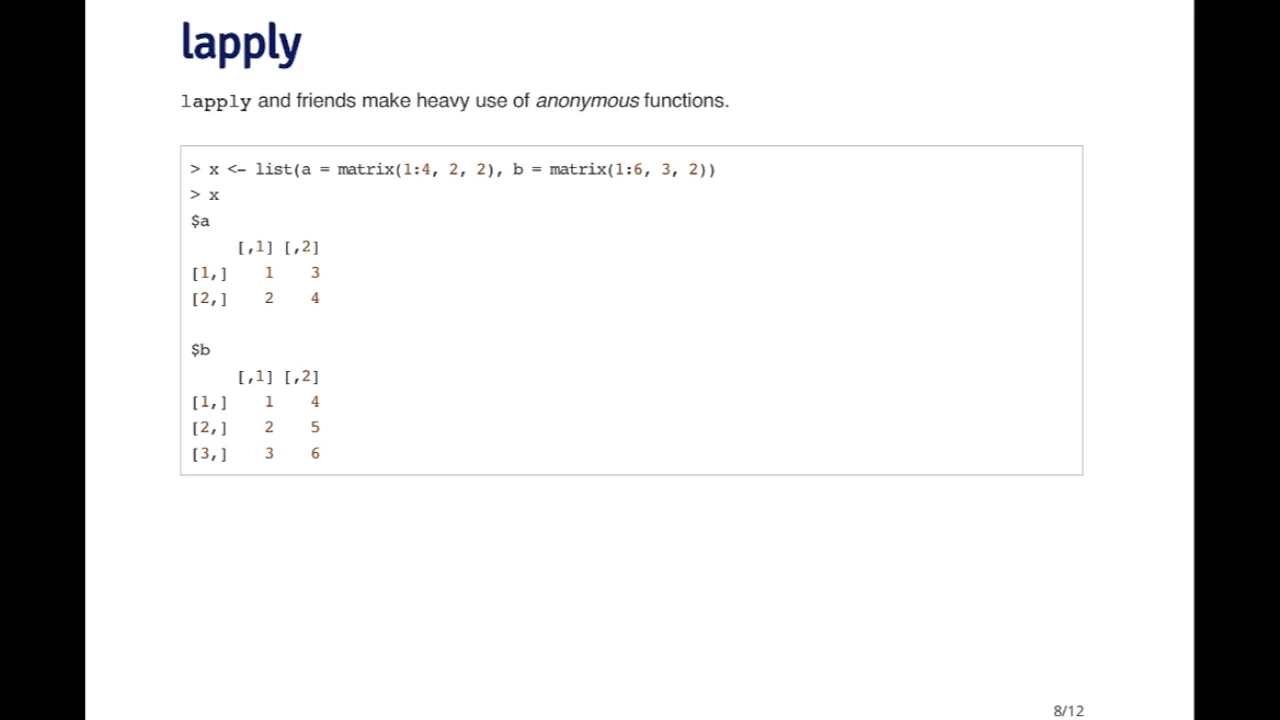 lapply
lapply and friends make heavy use of anonymous functions.
> x <- list(a = matrix(1:4, 2, 2), b = matrix(1:6, 3, 2))
> x
$a
     [,1] [,2]
[1,]    1    3
[2,]    2    4
$b
     [,1] [,2]
[1,]    1    4
[2,]    2    5
[3,]    3    6
8/12